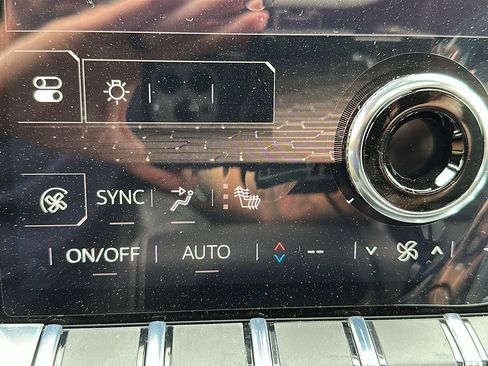 SYNC
ON/OFF AUTO --